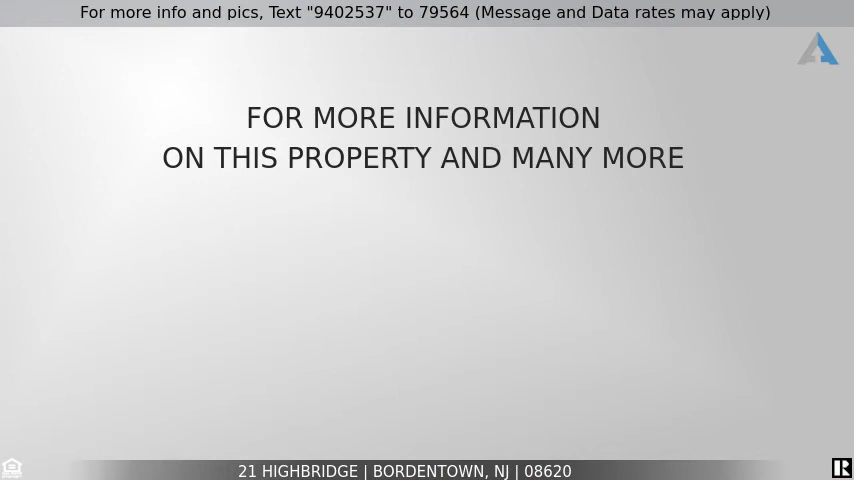 For more info and pics, Text "9402537" to 79564 (Message and Data rates may apply)
FOR MORE INFORMATION
ON THIS PROPERTY AND MANY MORE
21 HIGHBRIDGE | BORDENTOWN, NJ | 08620